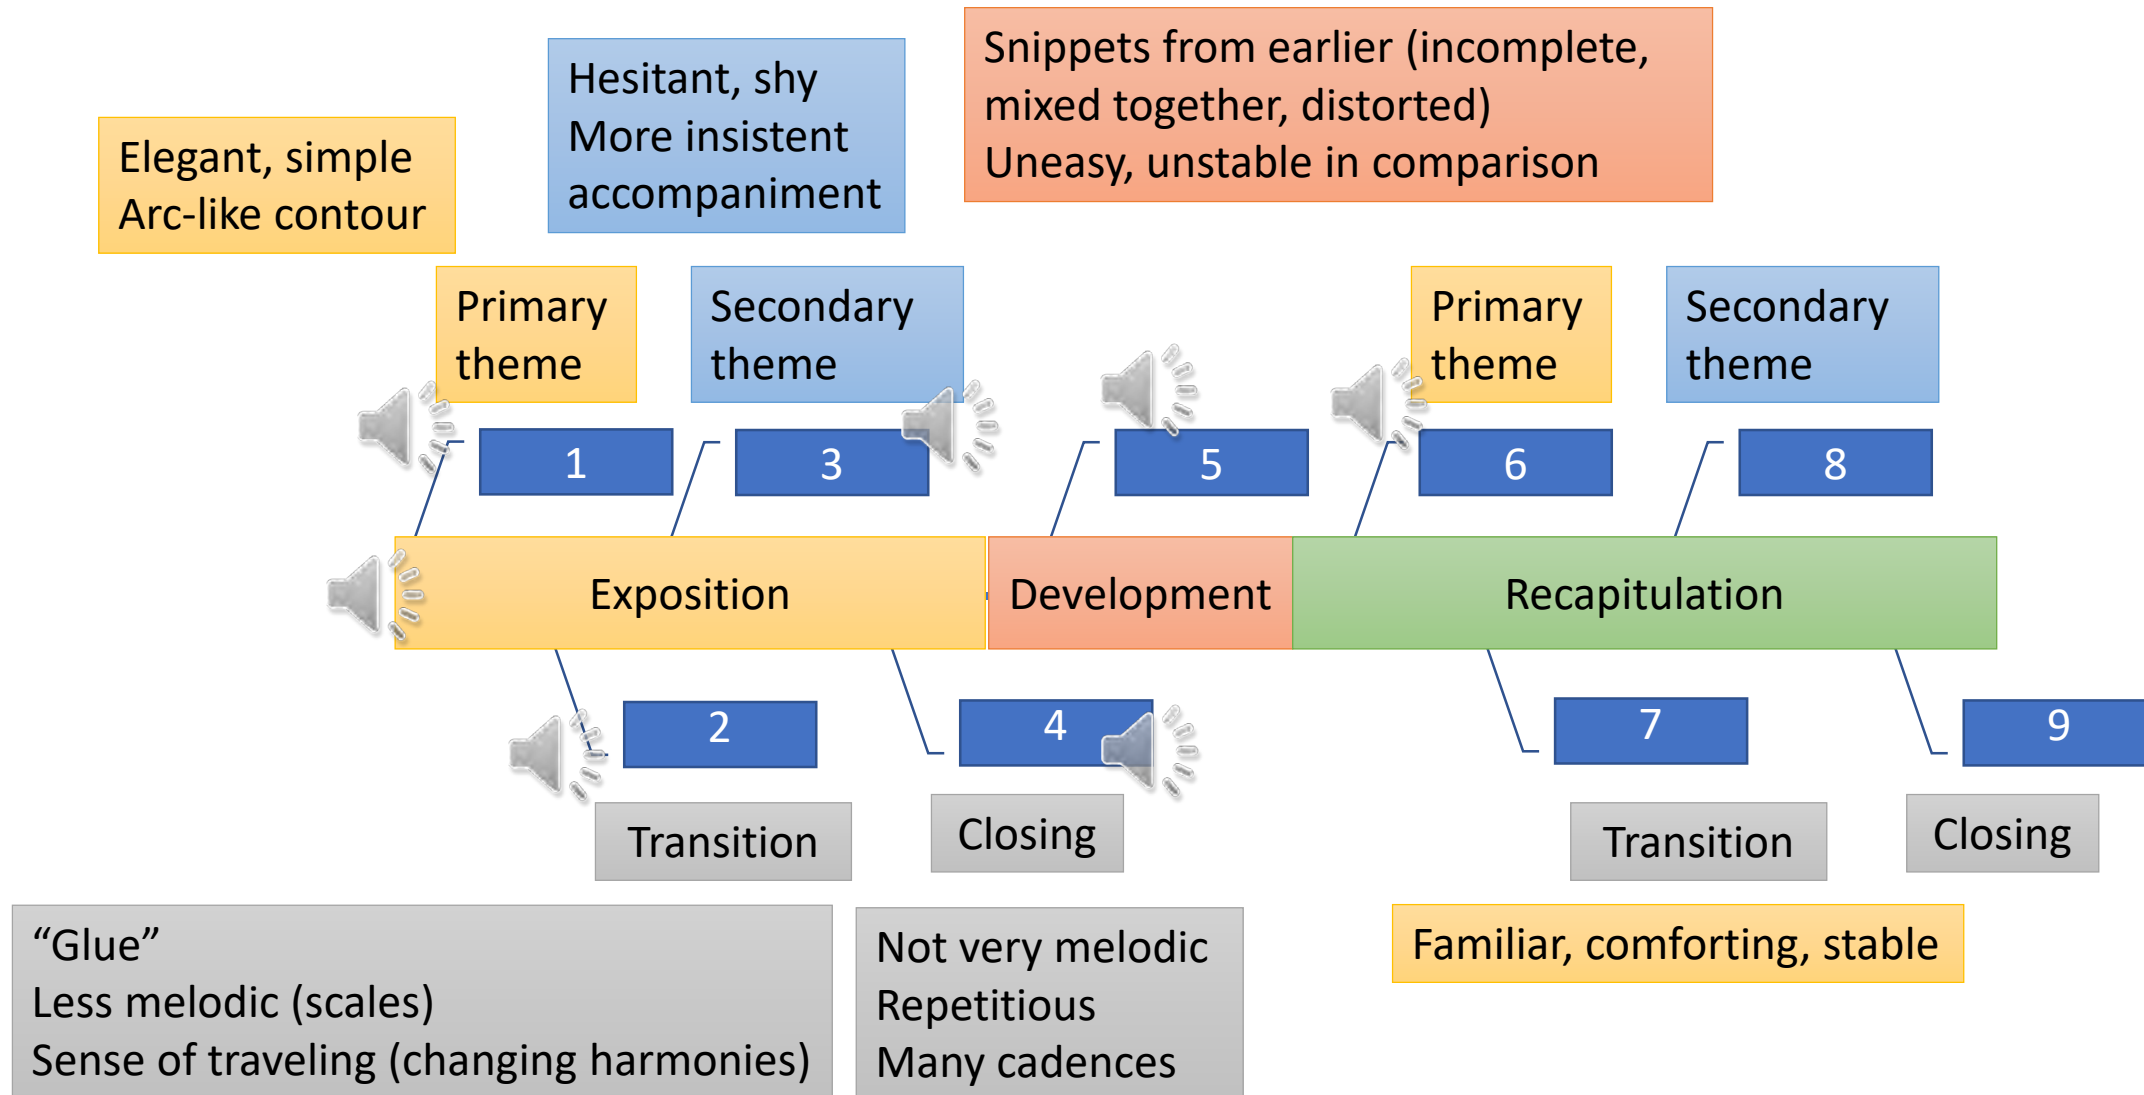 Elegant, simple
Arc-like contour
Hesitant, shy
More insistent
accompaniment
Snippets from earlier (incomplete,
mixed together, distorted)
Uneasy, unstable in comparison
Primary
theme
Secondary
theme
Primary
theme
Secondary
theme
1
3
5
6
8
Exposition
Development
Recapitulation
2
4
7
9
Transition
Closing
Transition
Closing
“Glue”
Less melodic (scales)
Sense of traveling (changing harmonies)
Not very melodic
Repetitious
Many cadences
Familiar, comforting, stable